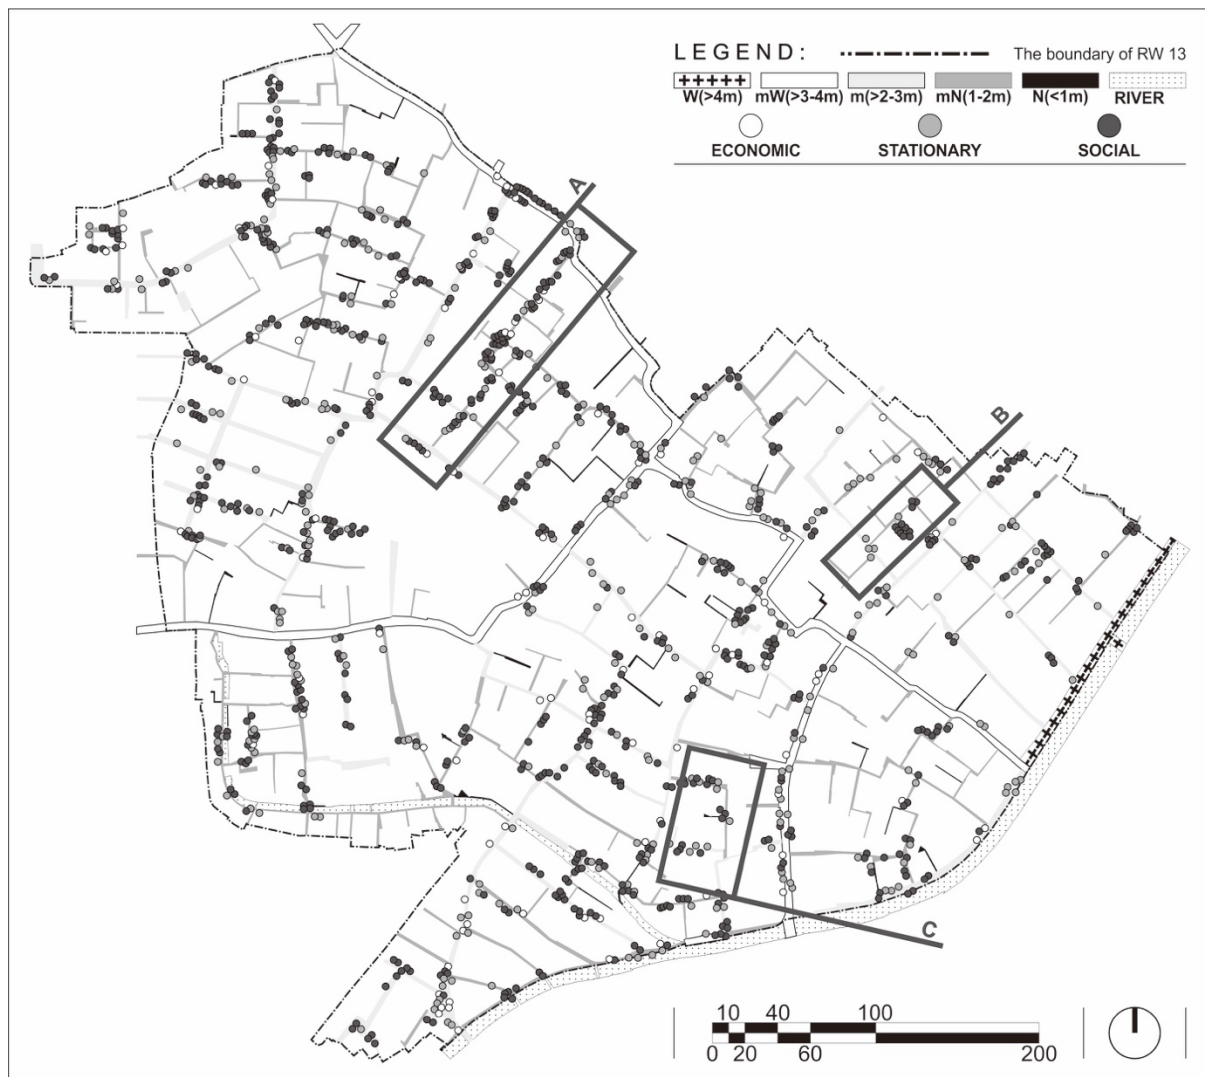 LEGEND: The boundary of RW 13
W(>4m) mW(>3-4m) m(>2-3m) mN(1-2m) N(<1m) RIVER
ECONOMIC STATIONARY SOCIAL
A
B
C
10 40 100
0 20 60 200